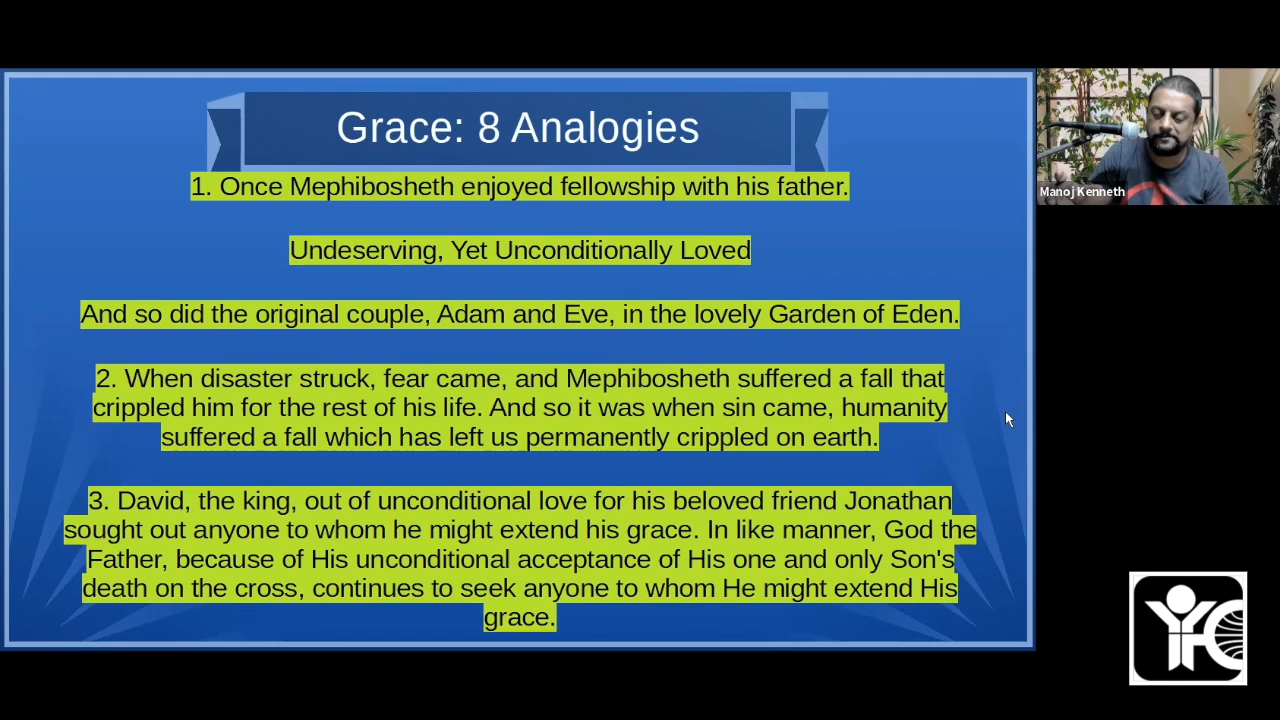 Grace: 8 Analogies
1. Once Mephibosheth enjoyed fellowship with his father.
Undeserving, Yet Unconditionally Loved
And so did the original couple, Adam and Eve, in the lovely Garden of Eden.
2. When disaster struck, fear came, and Mephibosheth suffered a fall that
crippled him for the rest of his life. And so it was when sin came, humanity
suffered a fall which has left us permanently crippled on earth.
3. David, the king, out of unconditional love for his beloved friend Jonathan
sought out anyone to whom he might extend his grace. In like manner, God the
Father, because of His unconditional acceptance of His one and only Son's
death on the cross, continues to seek anyone to whom He might extend His
grace.
Manoj Kenneth
YFC